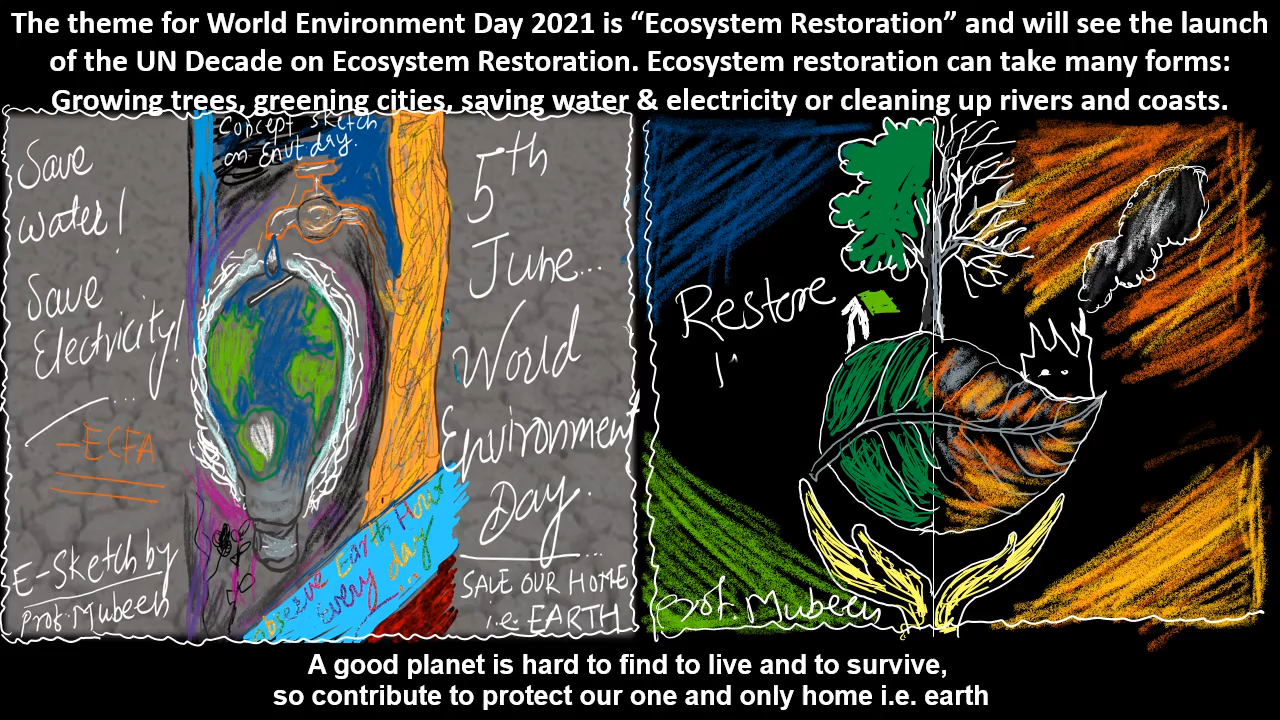 The theme for World Environment Day 2021 is “Ecosystem Restoration” and will see the launch
of the UN Decade on Ecosystem Restoration. Ecosystem restoration can take many forms:
Growing trees, greening cities, saving water & electricity or cleaning up rivers and coasts.
Save
water!
Save
Electricity!
...
-ECFA
E-Sketch by
Prof. Mubeen
Concept sketch
on Envt day.
Observe Earth Hour
every day
5th
June...
World
Environment
Day.
...
SAVE OUR HOME
i.e. EARTH
Restore
Prof. Mubeen
A good planet is hard to find to live and to survive,
so contribute to protect our one and only home i.e. earth